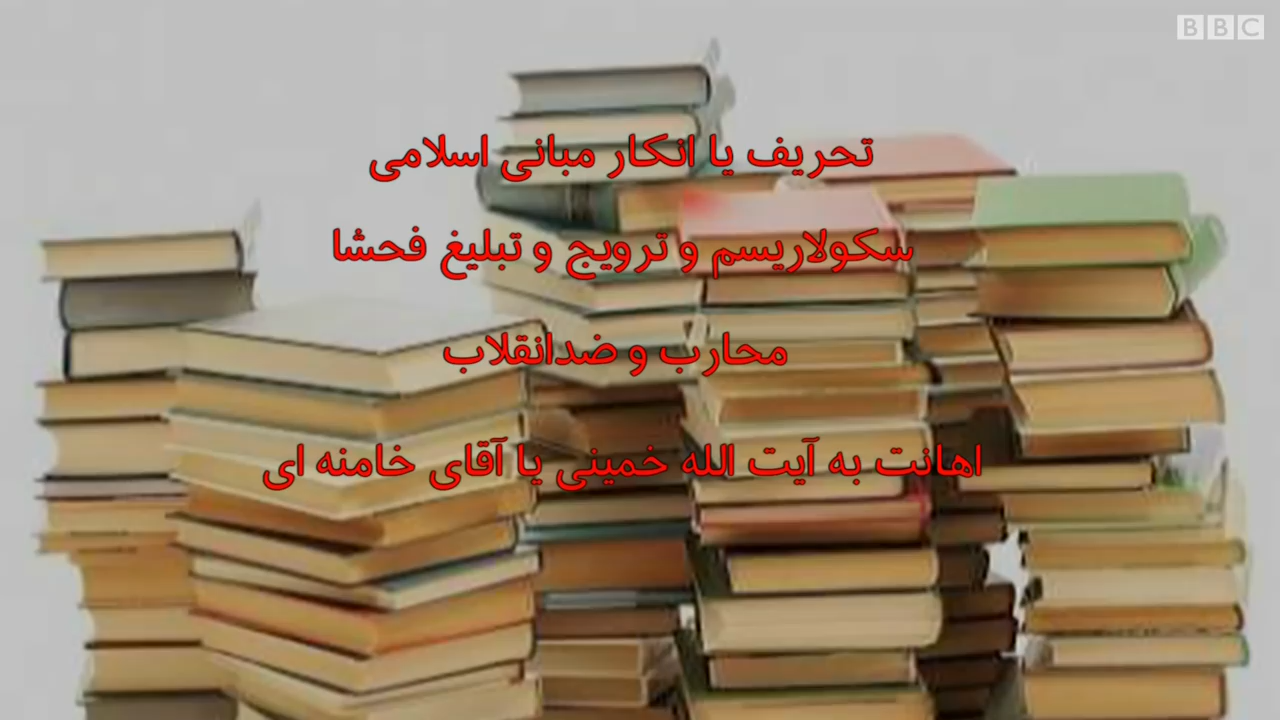 BBC
تحریف یا انکار مبانی اسلامی
سکولاریسم و ترویج و تبلیغ فحشا
محارب و ضدانقلاب
اهانت به آیت الله خمینی یا آقای خامنه ای